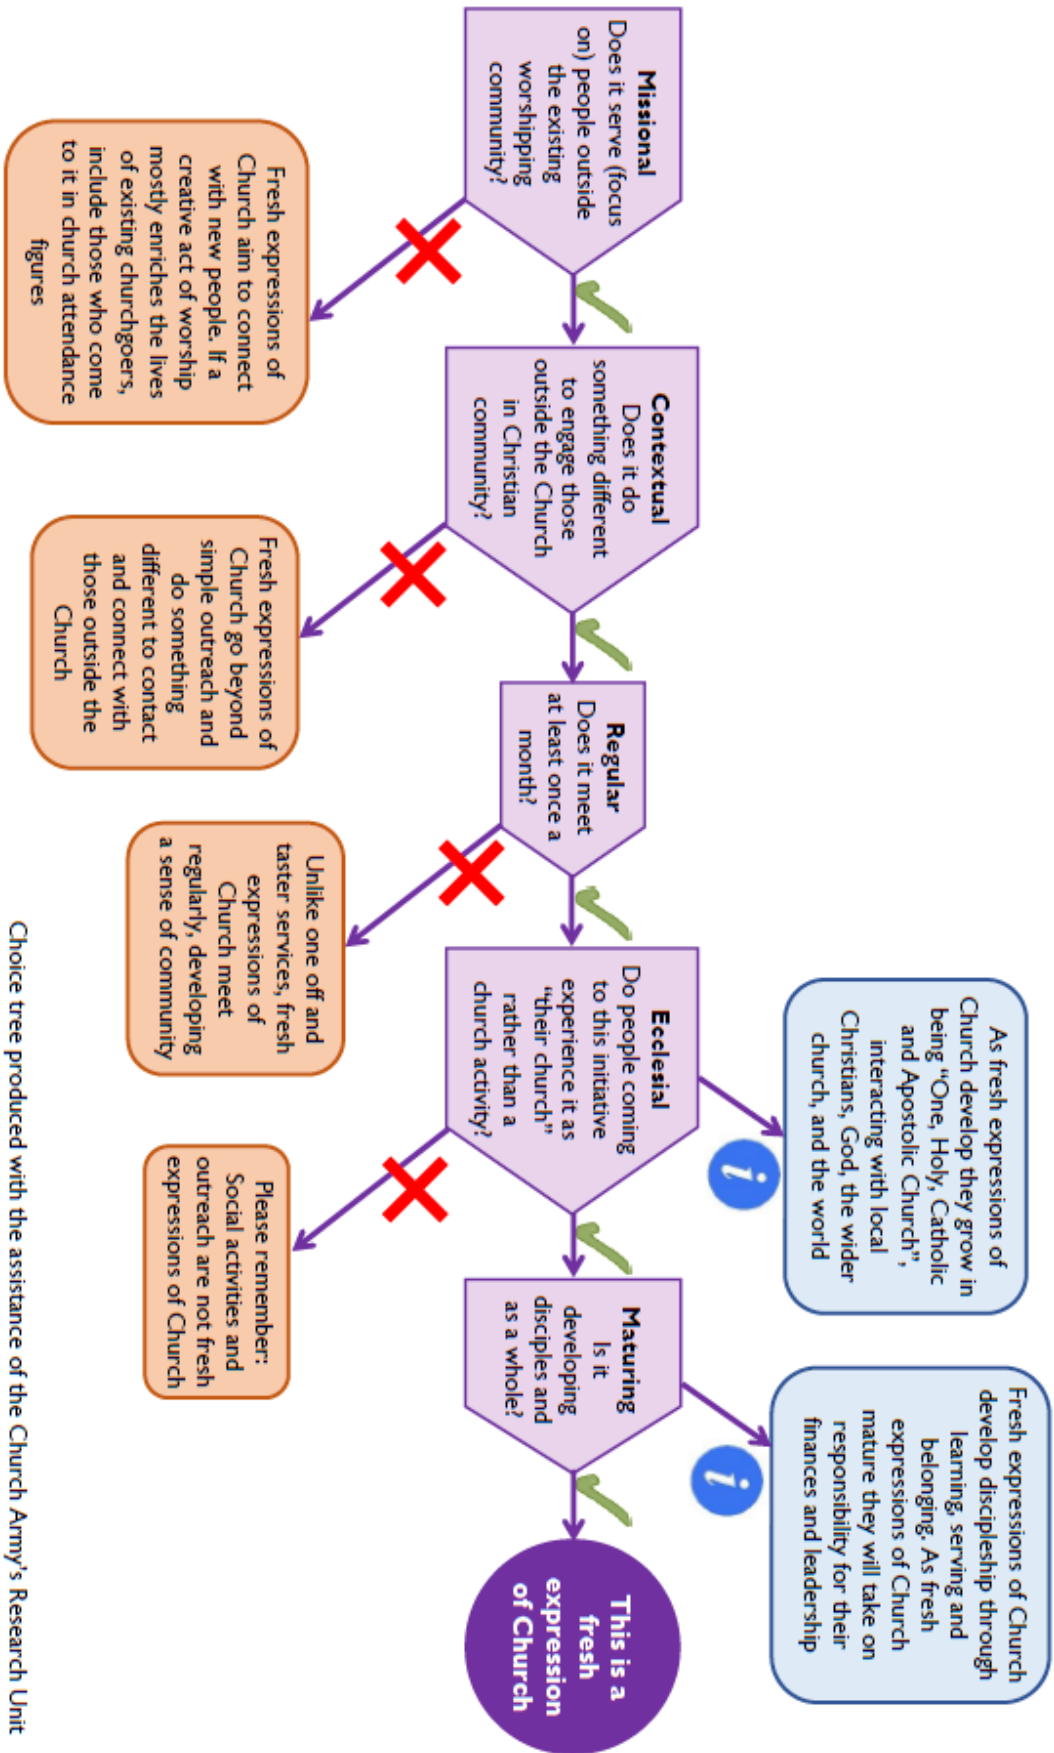 Missional
Does it serve (focus
on) people outside
the existing
worshipping
community?
Fresh expressions of
Church aim to connect
with new people. If a
creative act of worship
mostly enriches the lives
of existing churchgoers,
include those who come
to it in church attendance
figures
Contextual
Does it do
something different
to engage those
outside the Church
in Christian
community?
Fresh expressions of
Church go beyond
simple outreach and
do something
different to contact
and connect with
those outside the
Church
Regular
Does it meet
at least once a
month?
Unlike one off and
taster services, fresh
expressions of
Church meet
regularly, developing
a sense of community
As fresh expressions of
Church develop they grow in
being “One, Holy, Catholic
and Apostolic Church”,
interacting with local
Christians, God, the wider
church, and the world
i
Ecclesial
Do people coming
to this initiative
experience it as
“their church”
rather than a
church activity?
Please remember:
Social activities and
outreach are not fresh
expressions of Church
Fresh expressions of Church
develop discipleship through
learning, serving and
belonging. As fresh
expressions of Church
mature they will take on
responsibility for their
finances and leadership
i
Maturing
Is it
developing
disciples and
as a whole?
This is a
fresh
expression
of Church
Choice tree produced with the assistance of the Church Army's Research Unit